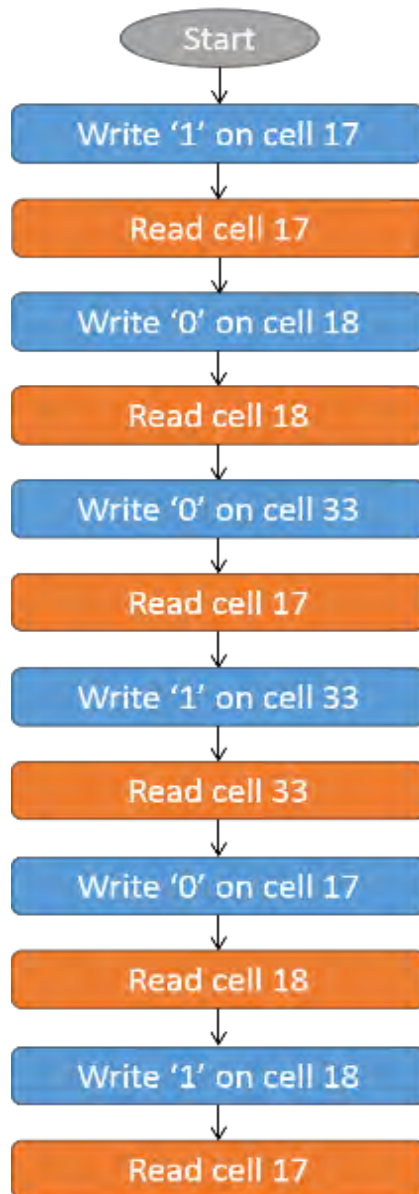 Start
Write ‘1’ on cell 17
Read cell 17
Write ‘0’ on cell 18
Read cell 18
Write ‘0’ on cell 33
Read cell 17
Write ‘1’ on cell 33
Read cell 33
Write ‘0’ on cell 17
Read cell 18
Write ‘1’ on cell 18
Read cell 17